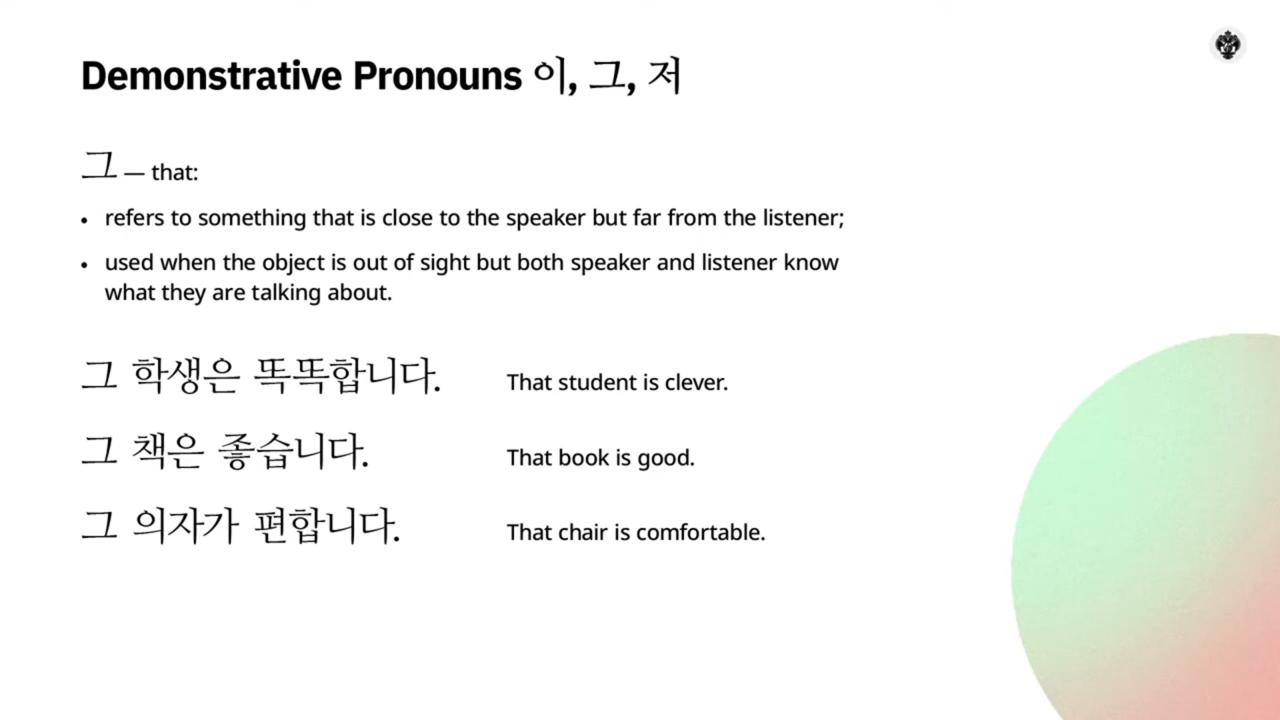 Demonstrative Pronouns 이, 그, 저
그 — that:
• refers to something that is close to the speaker but far from the listener;
• used when the object is out of sight but both speaker and listener know
what they are talking about.
그 학생은 똑똑합니다. That student is clever.
그 책은 좋습니다. That book is good.
그 의자가 편합니다. That chair is comfortable.